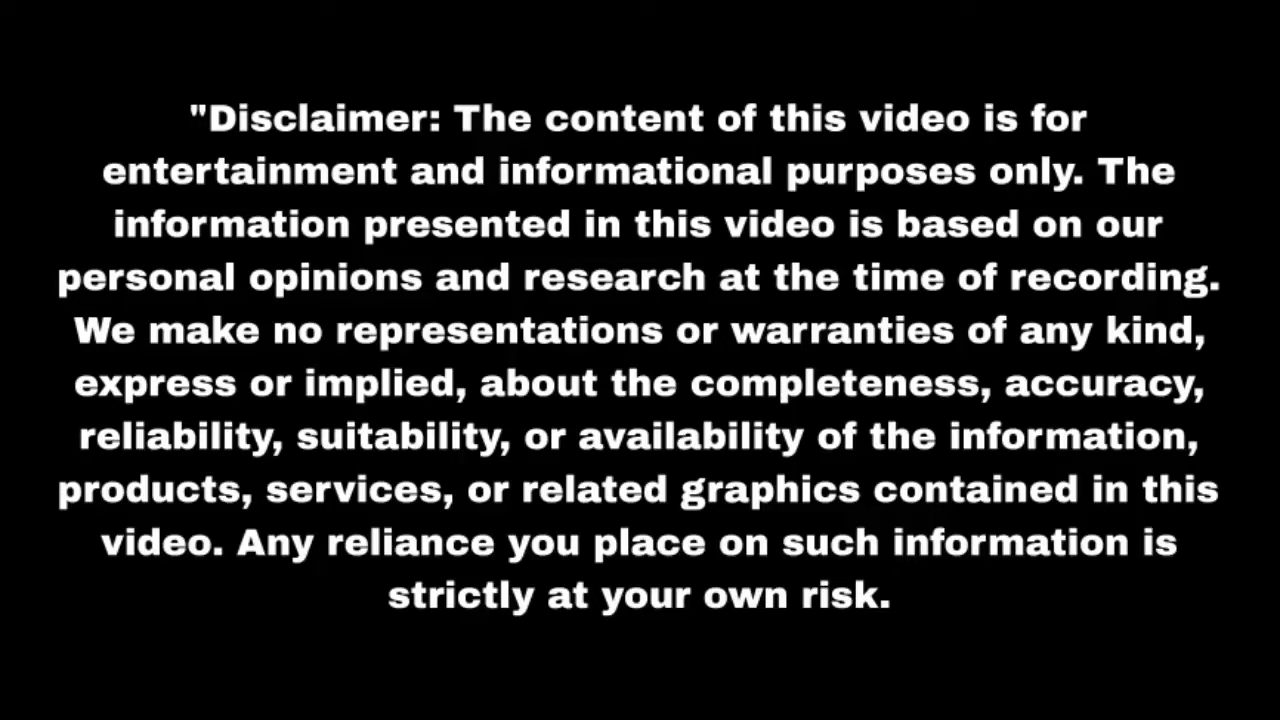 "Disclaimer: The content of this video is for
entertainment and informational purposes only. The
information presented in this video is based on our
personal opinions and research at the time of recording.
We make no representations or warranties of any kind,
express or implied, about the completeness, accuracy,
reliability, suitability, or availability of the information,
products, services, or related graphics contained in this
video. Any reliance you place on such information is
strictly at your own risk.